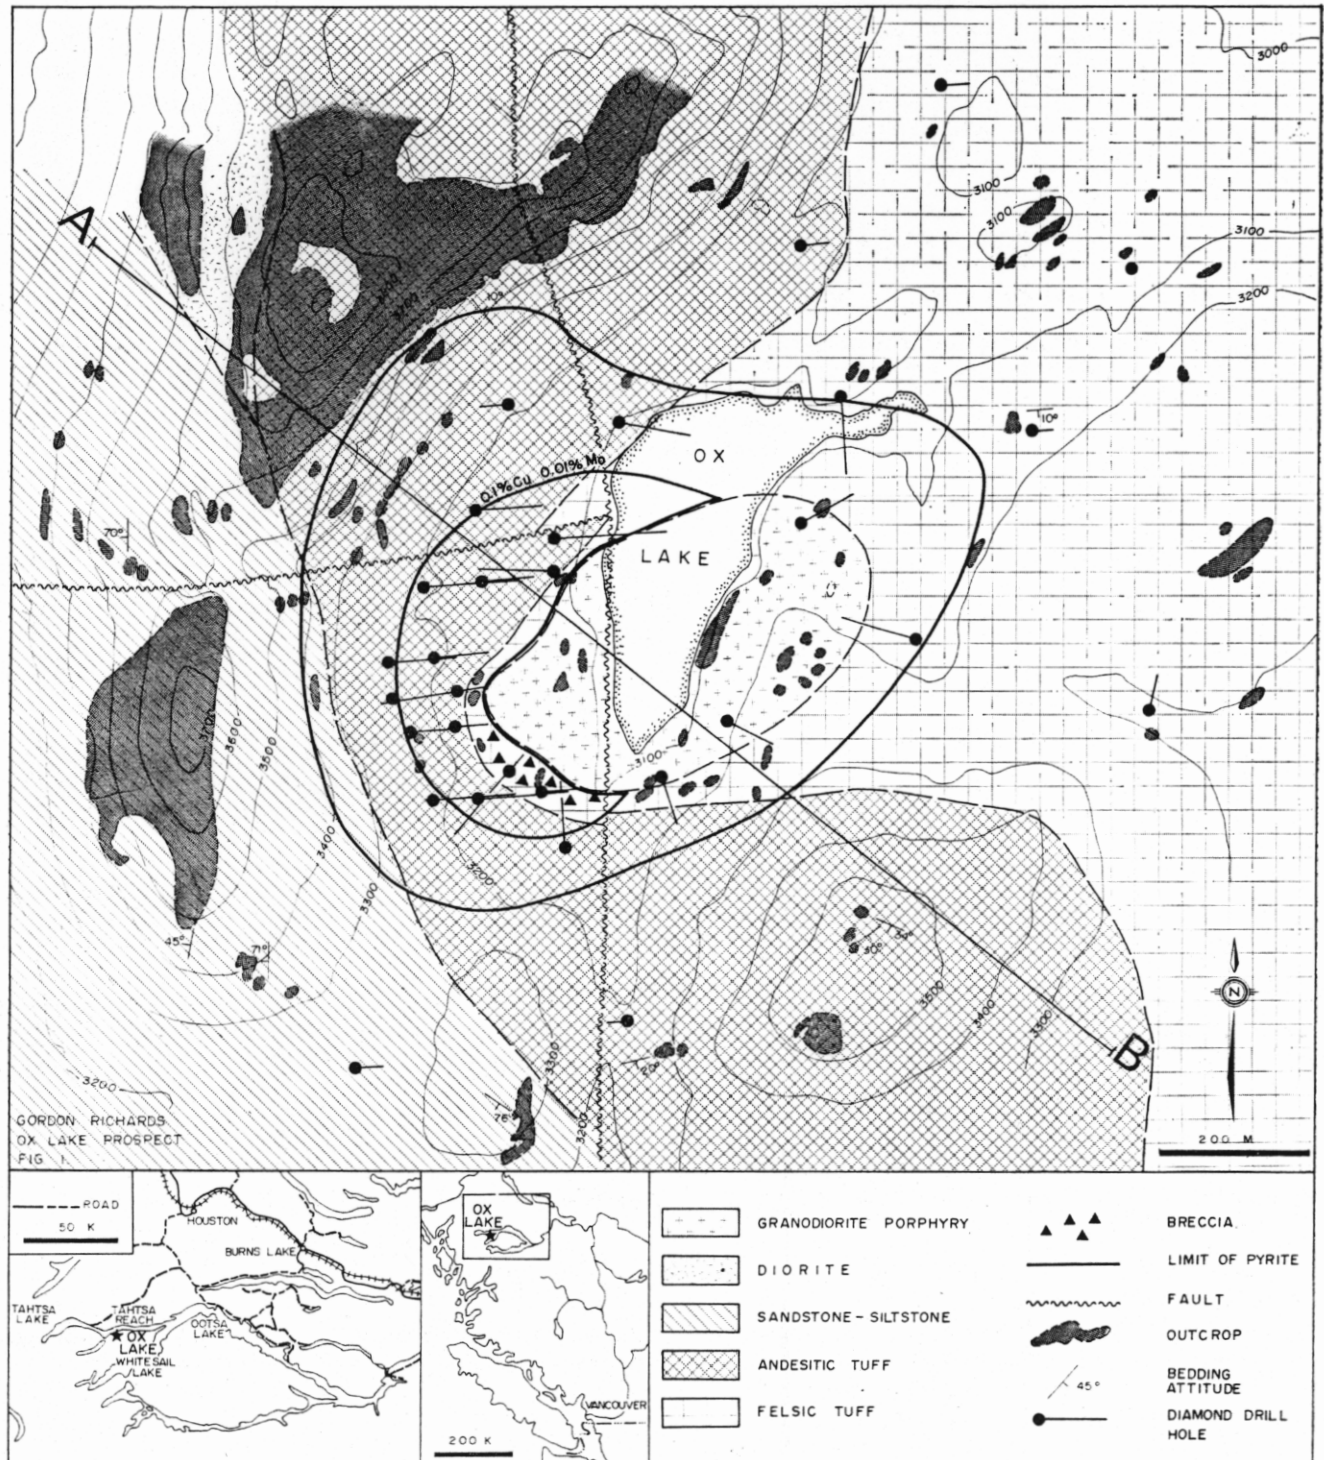 3000
A
3100
3100
3100
3200
10°
10°
OX
0.1% Cu 0.01% Mo
70°
LAKE
3700
3600
3500
3100
3400
3200
3300
45°
71°
34°
30°
3500
3400
3300
N
B
20°
3300
3200
76°
3200
GORDON RICHARDS
OX LAKE PROSPECT
FIG 1.
200 M
ROAD
50 K
HOUSTON
BURNS LAKE
TAHTSA
LAKE
TAHTSA
REACH
OOTSA
LAKE
OX
LAKE
WHITESAIL
LAKE
OX
LAKE
VANCOUVER
200 K
GRANODIORITE PORPHYRY
DIORITE
SANDSTONE-SILTSTONE
ANDESITIC TUFF
FELSIC TUFF
BRECCIA
LIMIT OF PYRITE
FAULT
OUTCROP
45°
BEDDING
ATTITUDE
DIAMOND DRILL
HOLE